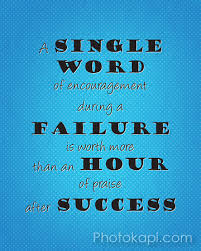 A SINGLE
WORD
of encouragement
during a
FAILURE
is worth more
than an HOUR
of praise
after SUCCESS
Photokapi.com